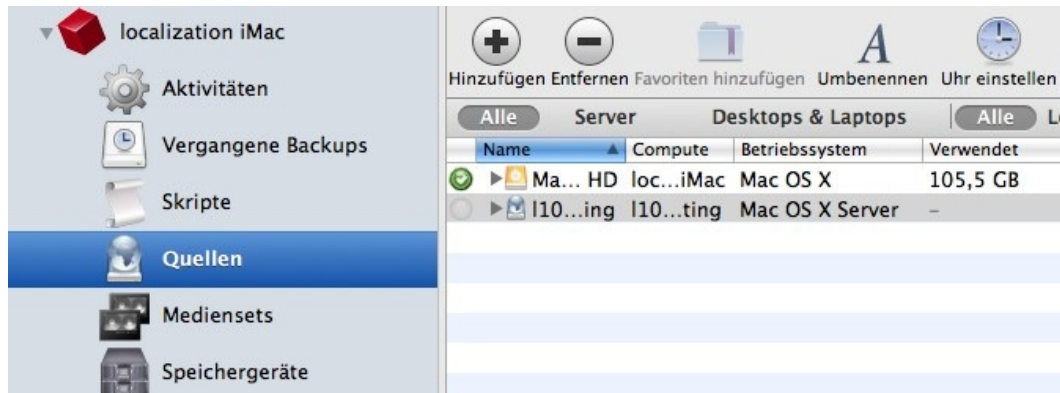 localization iMac
Aktivitäten
Vergangene Backups
Skripte
Quellen
Mediensets
Speichergeräte
Hinzufügen Entfernen Favoriten hinzufügen Umbenennen Uhr einstellen
Alle Server Desktops & Laptops Alle
Name Compute Betriebssystem Verwendet
Ma... HD loc...iMac Mac OS X 105,5 GB
l10...ing l10...ting Mac OS X Server –